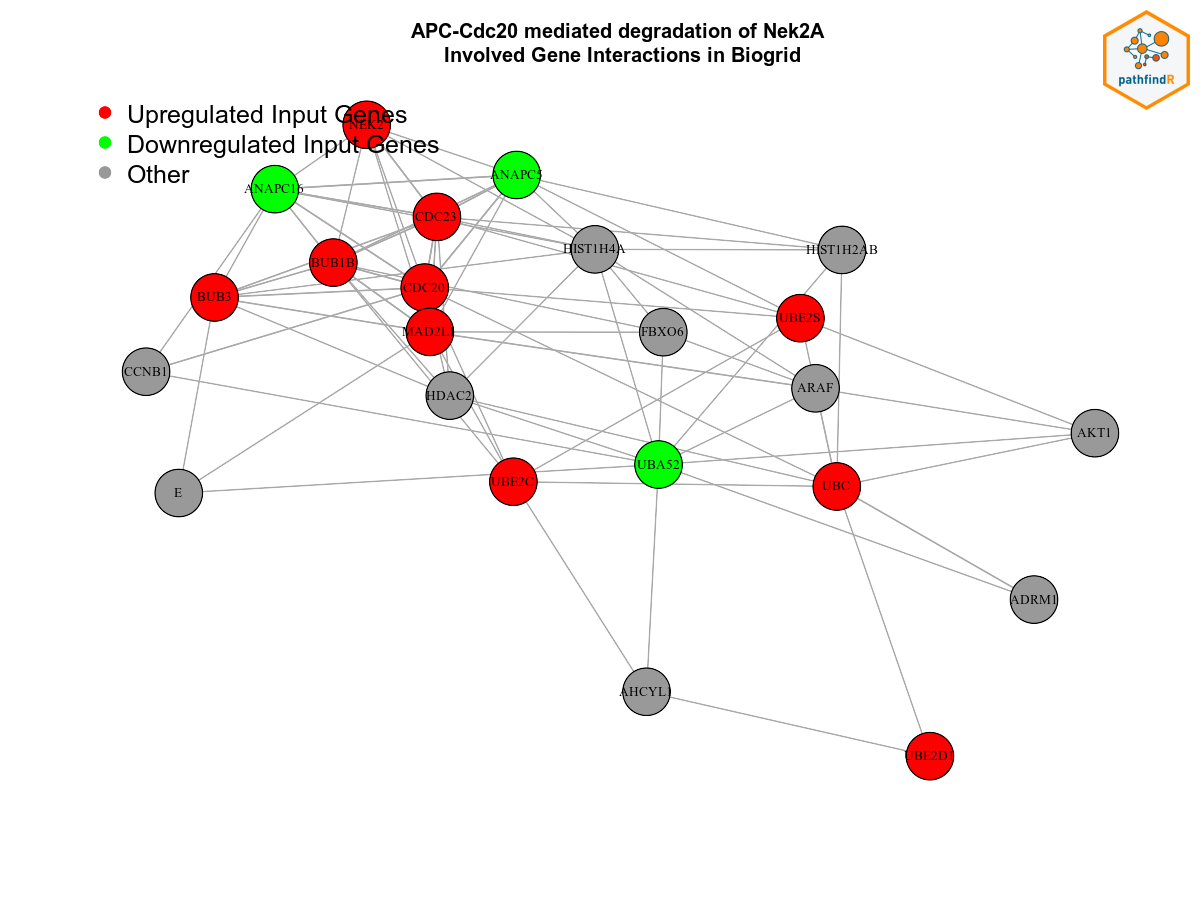 APC-Cdc20 mediated degradation of Nek2A
Involved Gene Interactions in Biogrid
pathfindR
Upregulated Input Genes
Downregulated Input Genes
Other
NEK2
ANAPC5
ANAPC16
CDC23
HIST1H4A
HIST1H2AB
BUB1B
CDC20
BUB3
UBE2S
MAD2L1
FBXO6
CCNB1
ARAF
HDAC2
AKT1
UBA52
UBE2C
UBC
E
ADRM1
AHCYL1
UBE2D1